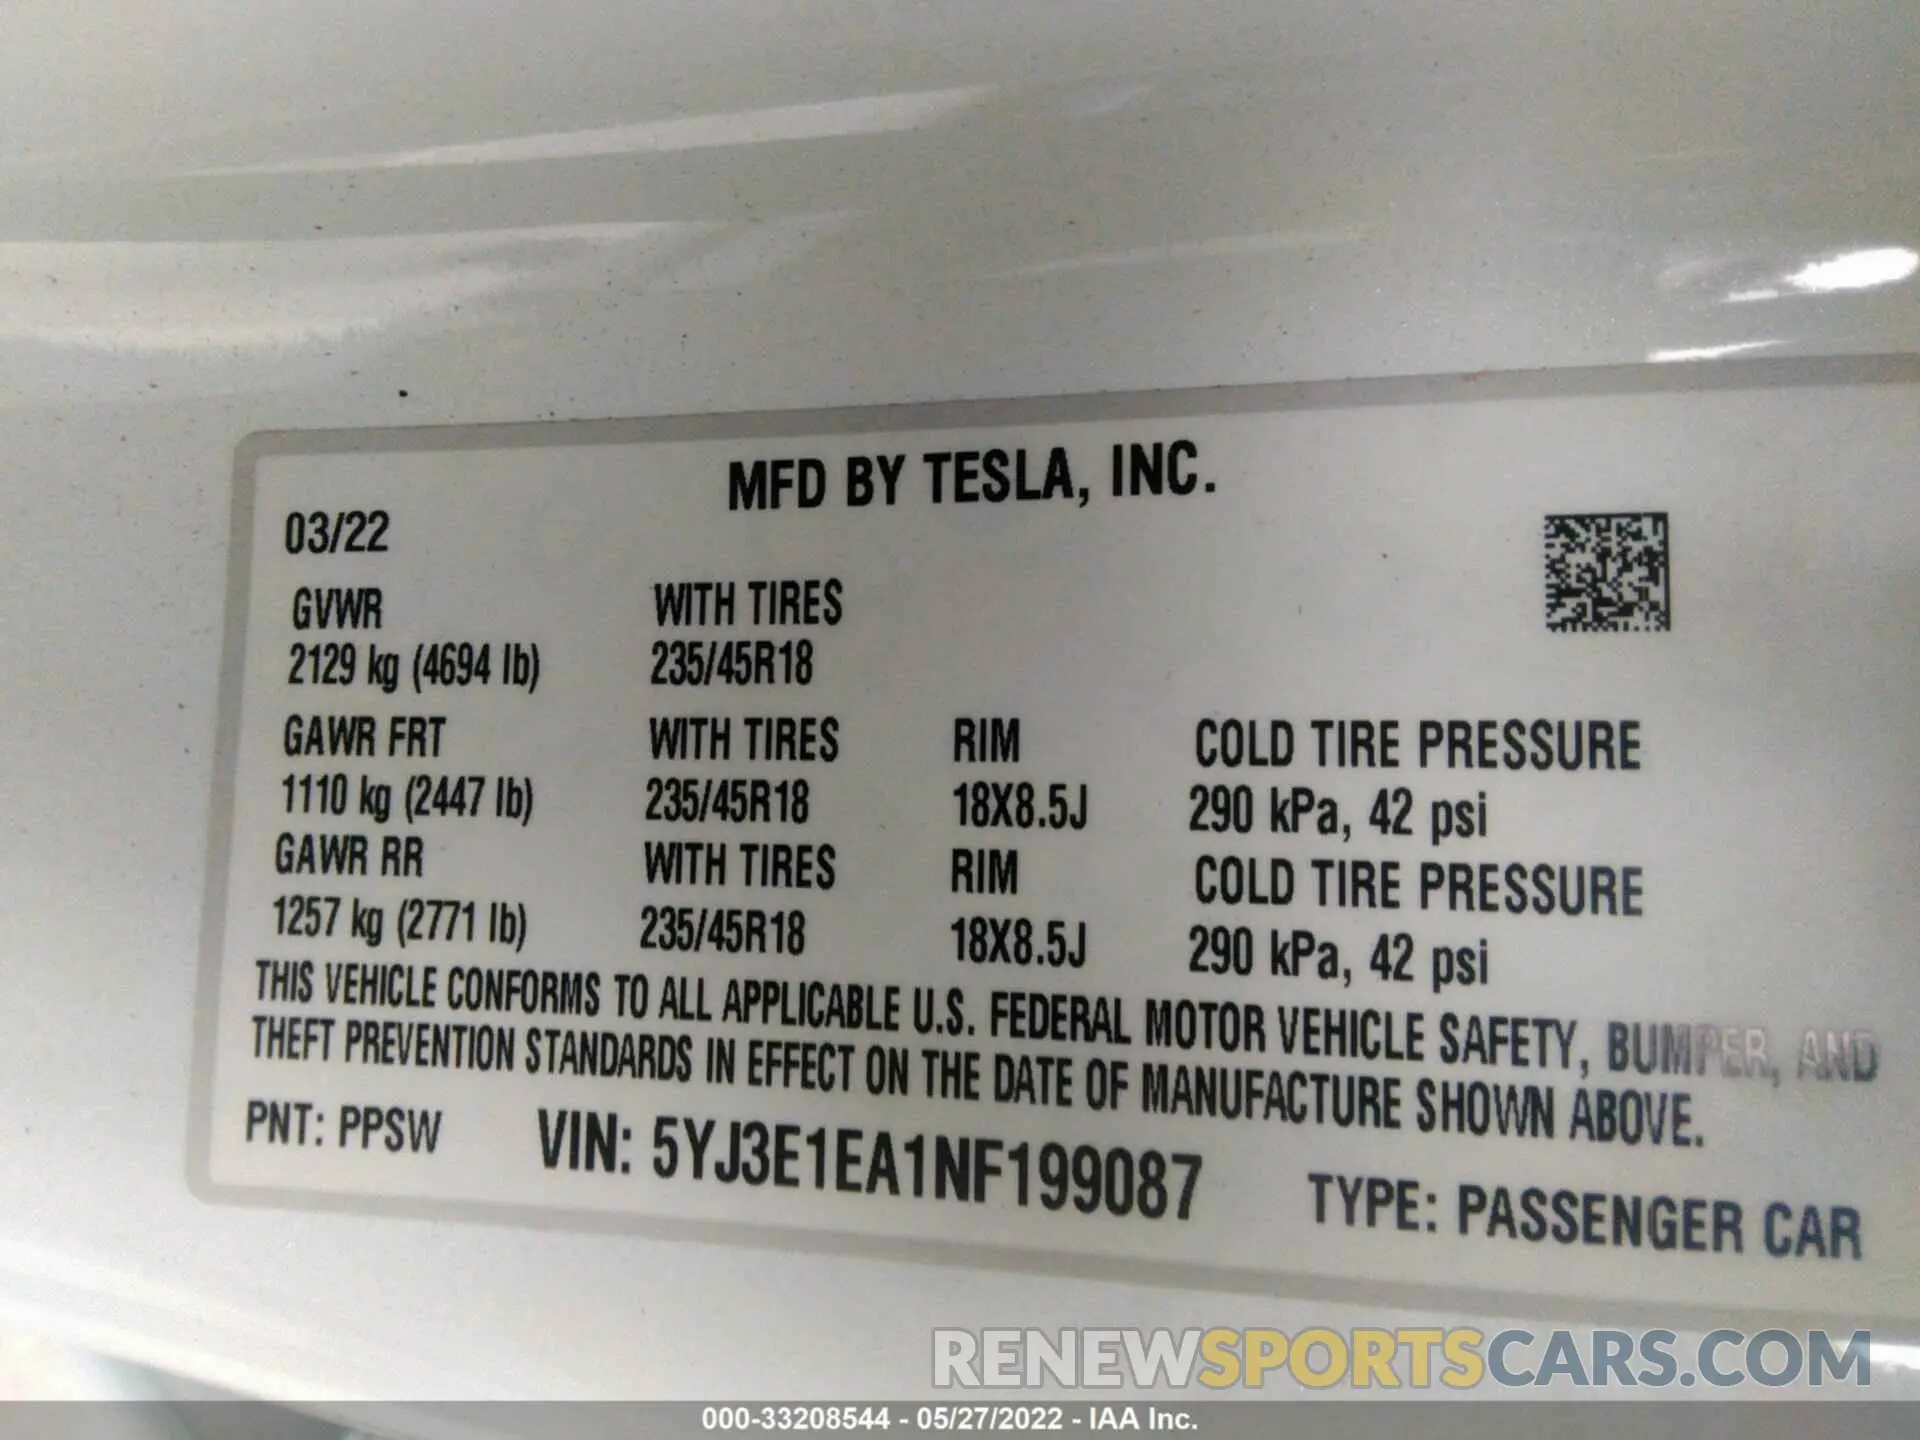 MFD BY TESLA, INC.
03/22
GVWR WITH TIRES
2129 kg (4694 lb) 235/45R18
GAWR FRT WITH TIRES RIM COLD TIRE PRESSURE
1110 kg (2447 lb) 235/45R18 18X8.5J 290 kPa, 42 psi
GAWR RR WITH TIRES RIM COLD TIRE PRESSURE
1257 kg (2771 lb) 235/45R18 18X8.5J 290 kPa, 42 psi
THIS VEHICLE CONFORMS TO ALL APPLICABLE U.S. FEDERAL MOTOR VEHICLE SAFETY, BUMPER, AND
THEFT PREVENTION STANDARDS IN EFFECT ON THE DATE OF MANUFACTURE SHOWN ABOVE.
PNT: PPSW VIN: 5YJ3E1EA1NF199087 TYPE: PASSENGER CAR
RENEWSPORTSCARS.COM
000-33208544 - 05/27/2022 - IAA Inc.